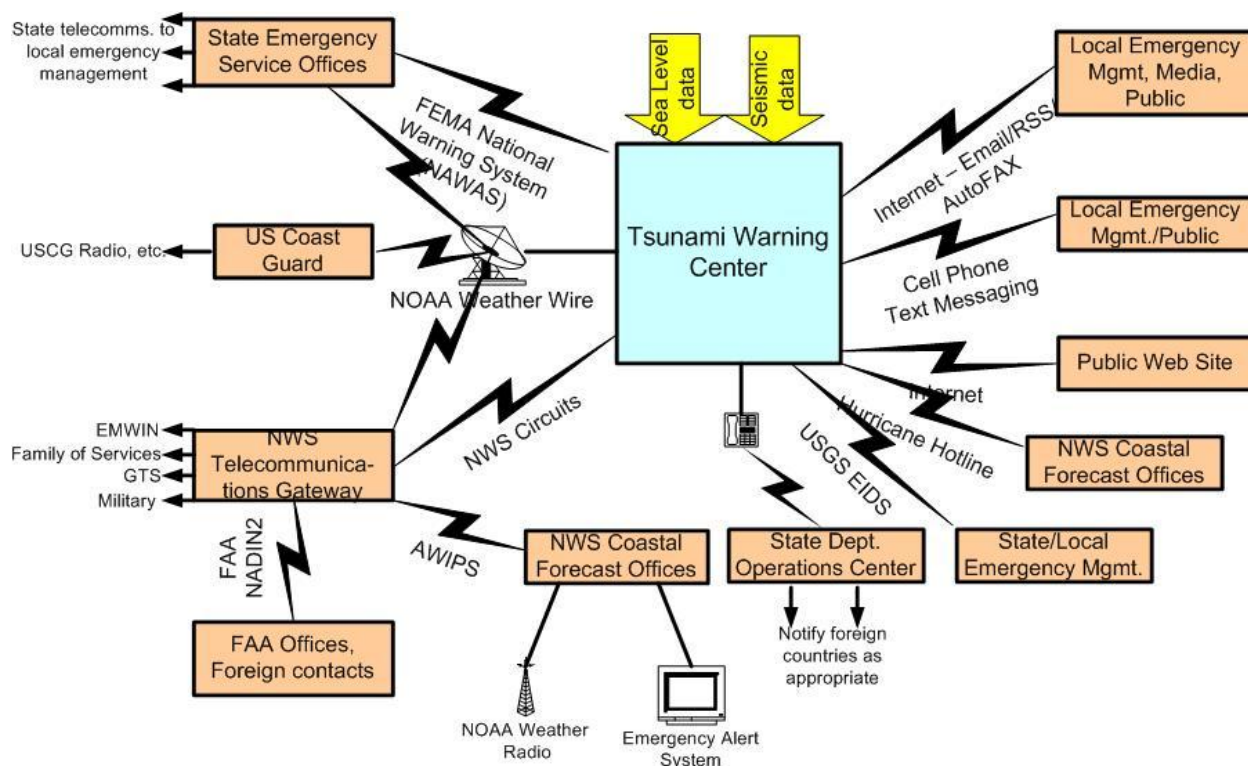 State telecomms. to
local emergency
management
State Emergency
Service Offices
FEMA National
Warning System
(NAWAS)
Sea Level
data
Seismic
data
Local Emergency
Mgmt, Media,
Public
Internet – Email/RSS/
AutoFAX
Tsunami Warning
Center
Local Emergency
Mgmt./Public
Cell Phone
Text Messaging
USCG Radio, etc.
US Coast
Guard
NOAA Weather Wire
Public Web Site
Internet
NWS Circuits
Hurricane Hotline
USGS EIDS
NWS Coastal
Forecast Offices
EMWIN
Family of Services
GTS
Military
NWS
Telecommunica-
tions Gateway
FAA
NADIN2
AWIPS
NWS Coastal
Forecast Offices
State Dept.
Operations Center
State/Local
Emergency Mgmt.
FAA Offices,
Foreign contacts
Notify foreign
countries as
appropriate
NOAA Weather
Radio
Emergency Alert
System